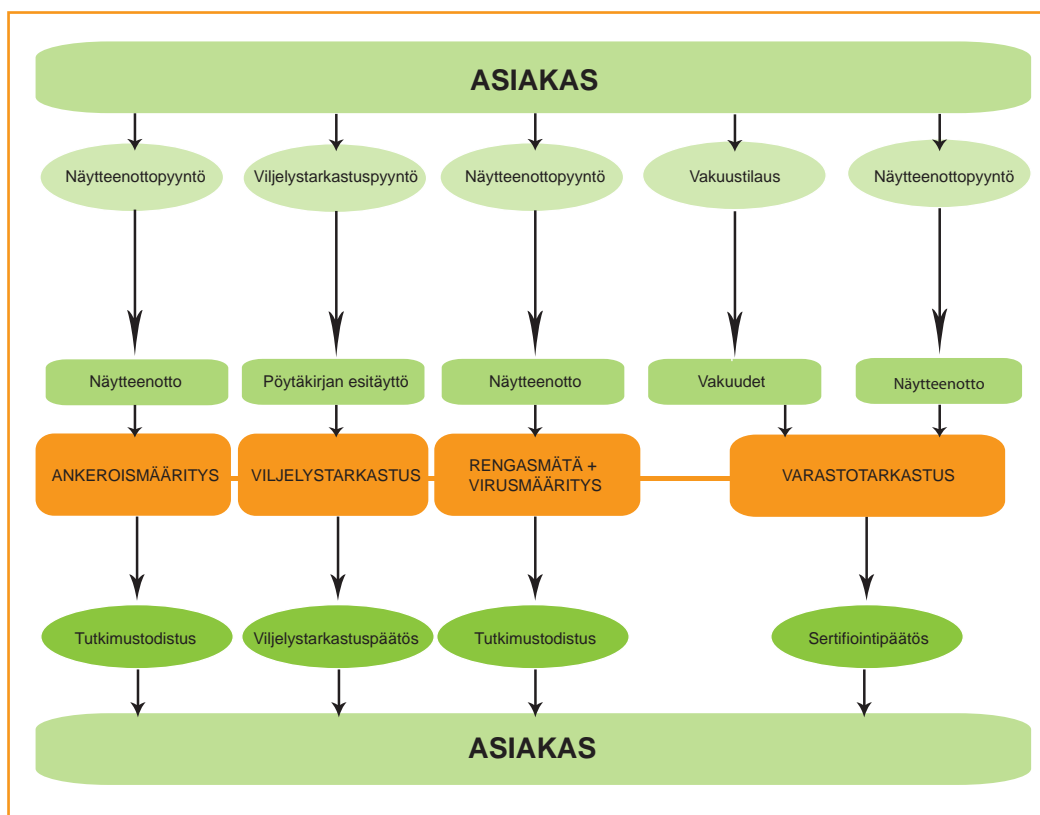 ASIAKAS
Näytteenottopyyntö
Viljelystarkastuspyyntö
Näytteenottopyyntö
Vakuustilaus
Näytteenottopyyntö
Näytteenotto
Pöytäkirjan esitäyttö
Näytteenotto
Vakuudet
Näytteenotto
ANKEROISMÄÄRITYS
VILJELYSTARKASTUS
RENGASMÄTÄ +
VIRUSMÄÄRITYS
VARASTOTARKASTUS
Tutkimustodistus
Viljelystarkastuspäätös
Tutkimustodistus
Sertifiointipäätös
ASIAKAS